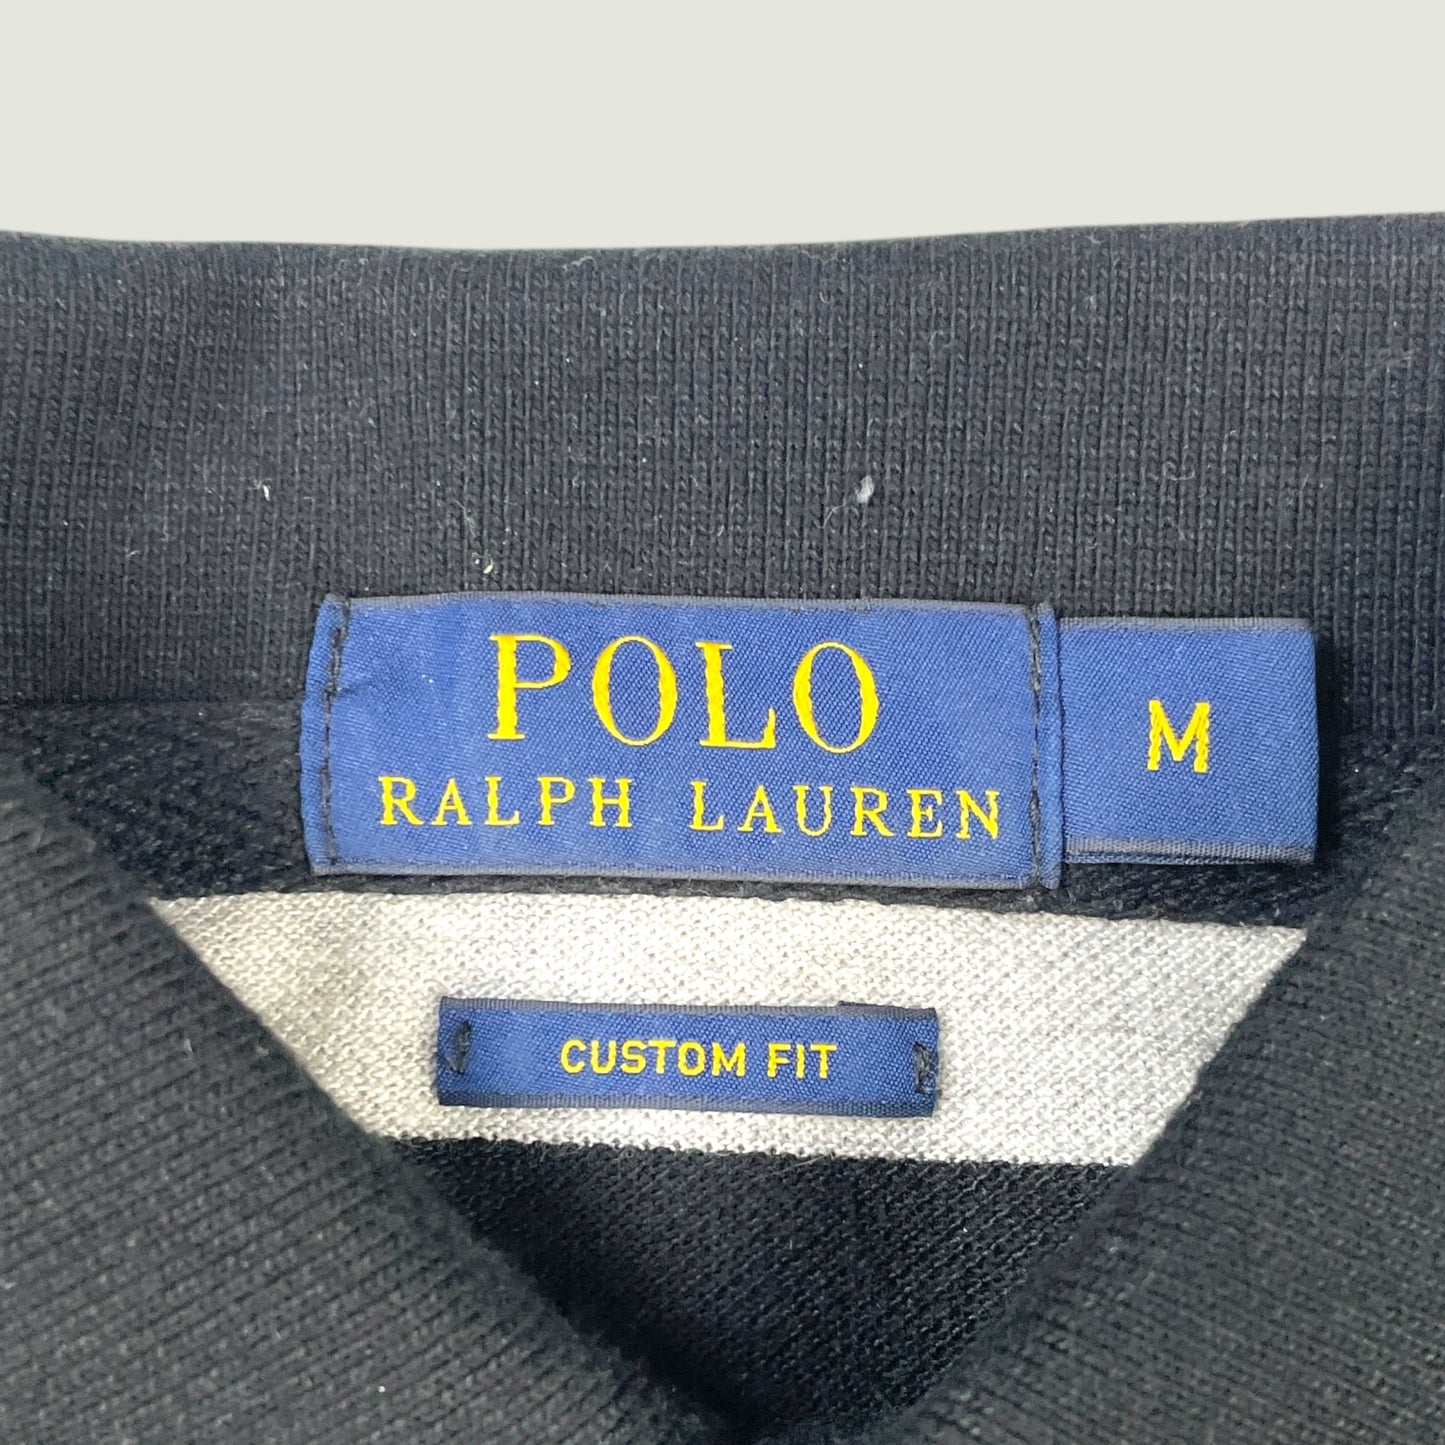 POLO
RALPH LAUREN
M
CUSTOM FIT